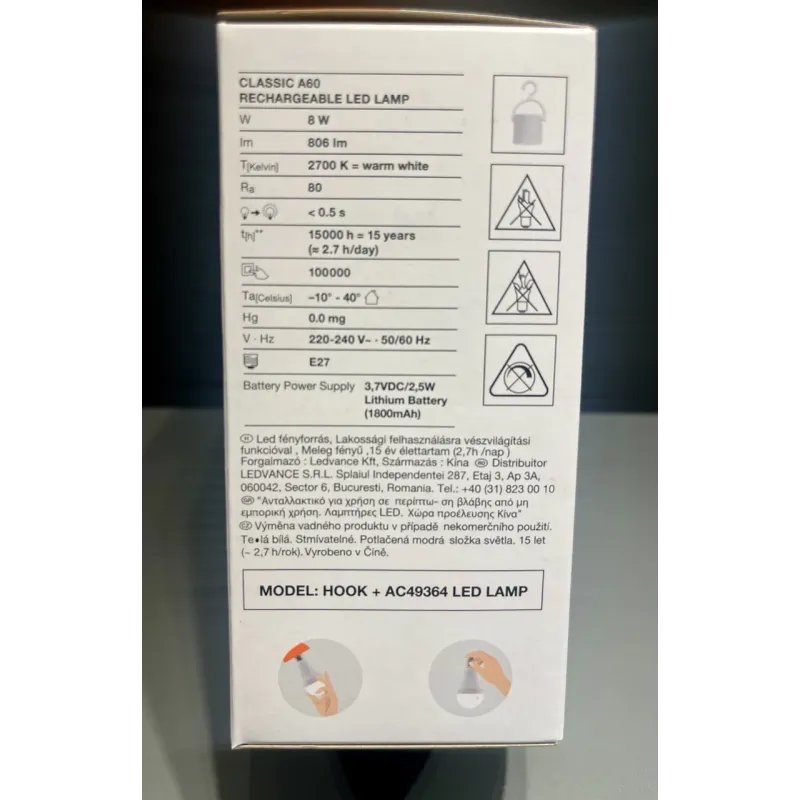 CLASSIC A60
RECHARGEABLE LED LAMP
W 8 W
lm 806 lm
T[Kelvin] 2700 K = warm white
Ra 80
< 0.5 s
t[h]** 15000 h = 15 years
(≈ 2.7 h/day)
100000
Ta[Celsius] –10° - 40°
Hg 0.0 mg
V · Hz 220-240 V~ · 50/60 Hz
E27
Battery Power Supply 3,7VDC/2,5W
Lithium Battery
(1800mAh)
(H) Led fényforrás, Lakossági felhasználásra vészvilágítási
funkcióval , Meleg fényű ,15 év élettartam (2,7h /nap )
Forgalmazó : Ledvance Kft, Származás : Kína (RO) Distribuitor
LEDVANCE S.R.L. Splaiul Independentei 287, Etaj 3, Ap 3A,
060042, Sector 6, Bucuresti, Romania. Tel.: +40 (31) 823 00 10
(GR) "Ανταλλακτικό για χρήση σε περίπτω- ση βλάβης από μη
εμπορική χρήση. Λαμπτήρες LED. Χώρα προέλευσης Κίνα"
(CZ) Výměna vadného produktu v případě nekomerčního použití.
Te•lá bílá. Stmívatelné. Potlačená modrá složka světla. 15 let
(~ 2,7 h/rok). Vyrobeno v Číně.
MODEL: HOOK + AC49364 LED LAMP